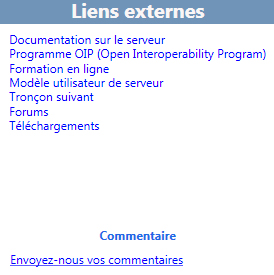 Liens externes
Documentation sur le serveur
Programme OIP (Open Interoperability Program)
Formation en ligne
Modèle utilisateur de serveur
Tronçon suivant
Forums
Téléchargements
Commentaire
Envoyez-nous vos commentaires